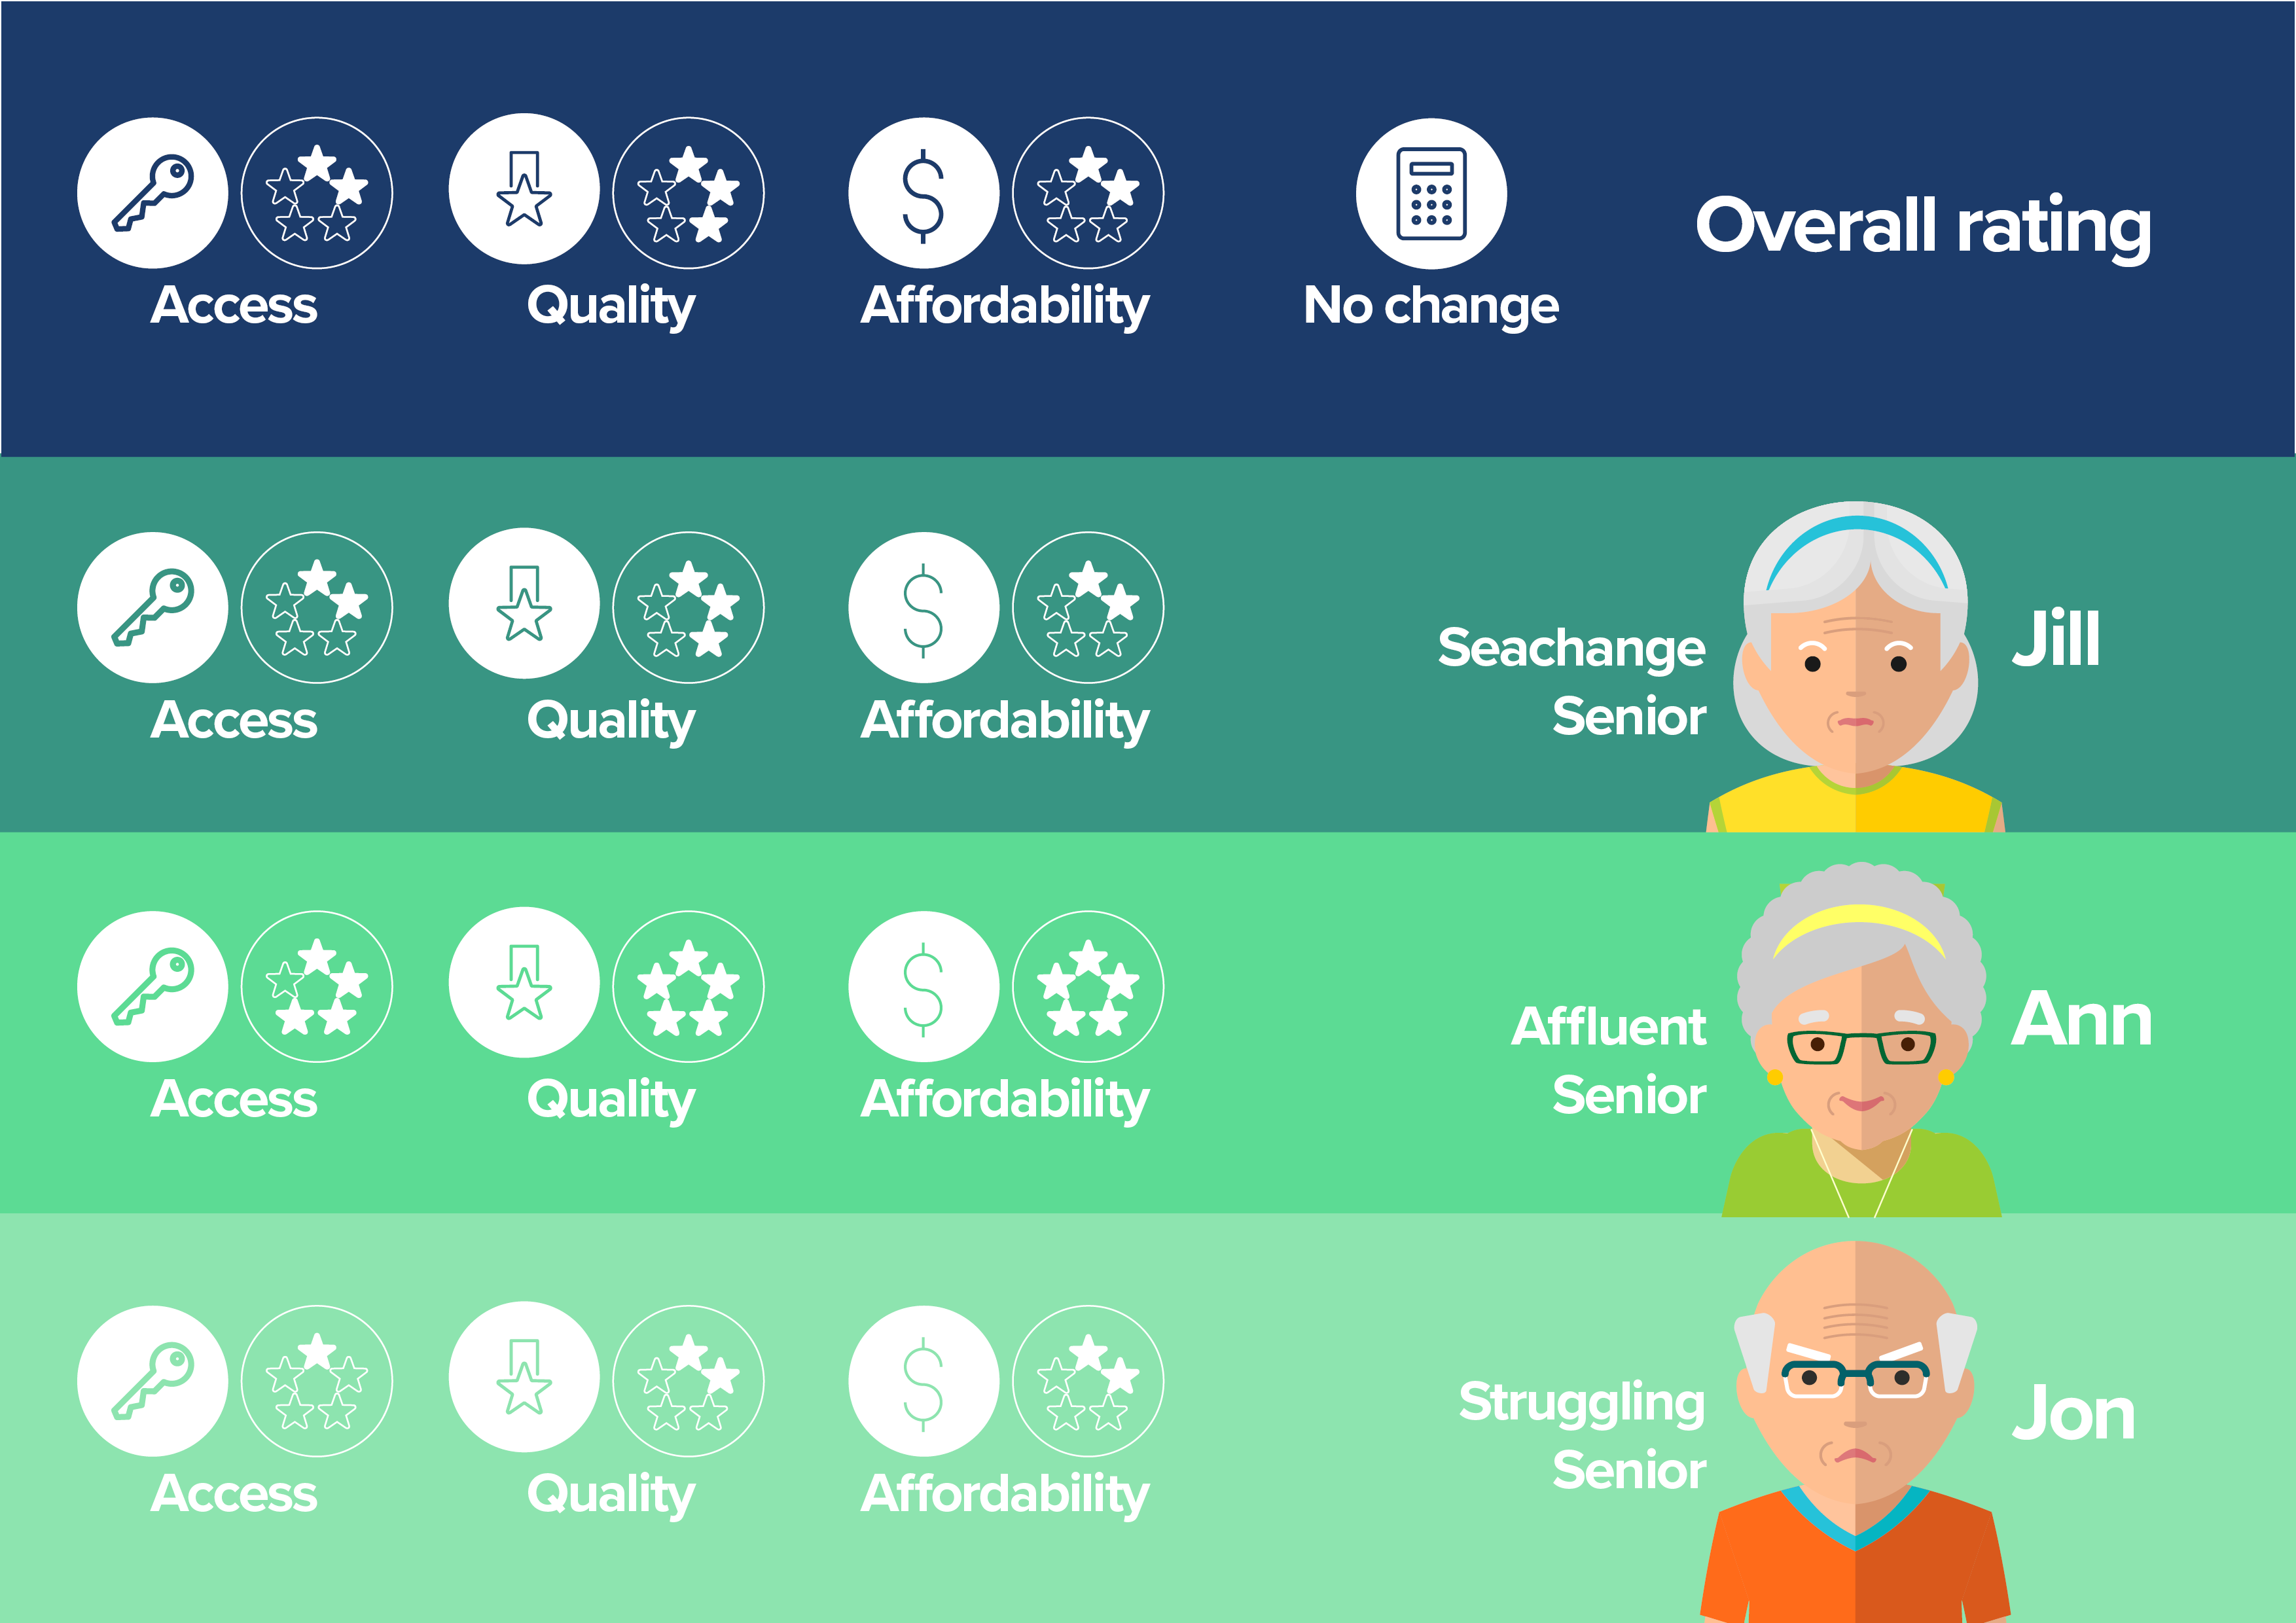 Access
Quality
Affordability
No change
Overall rating
Access
Quality
Affordability
Seachange
Senior
Jill
Access
Quality
Affordability
Affluent
Senior
Ann
Access
Quality
Affordability
Struggling
Senior
Jon